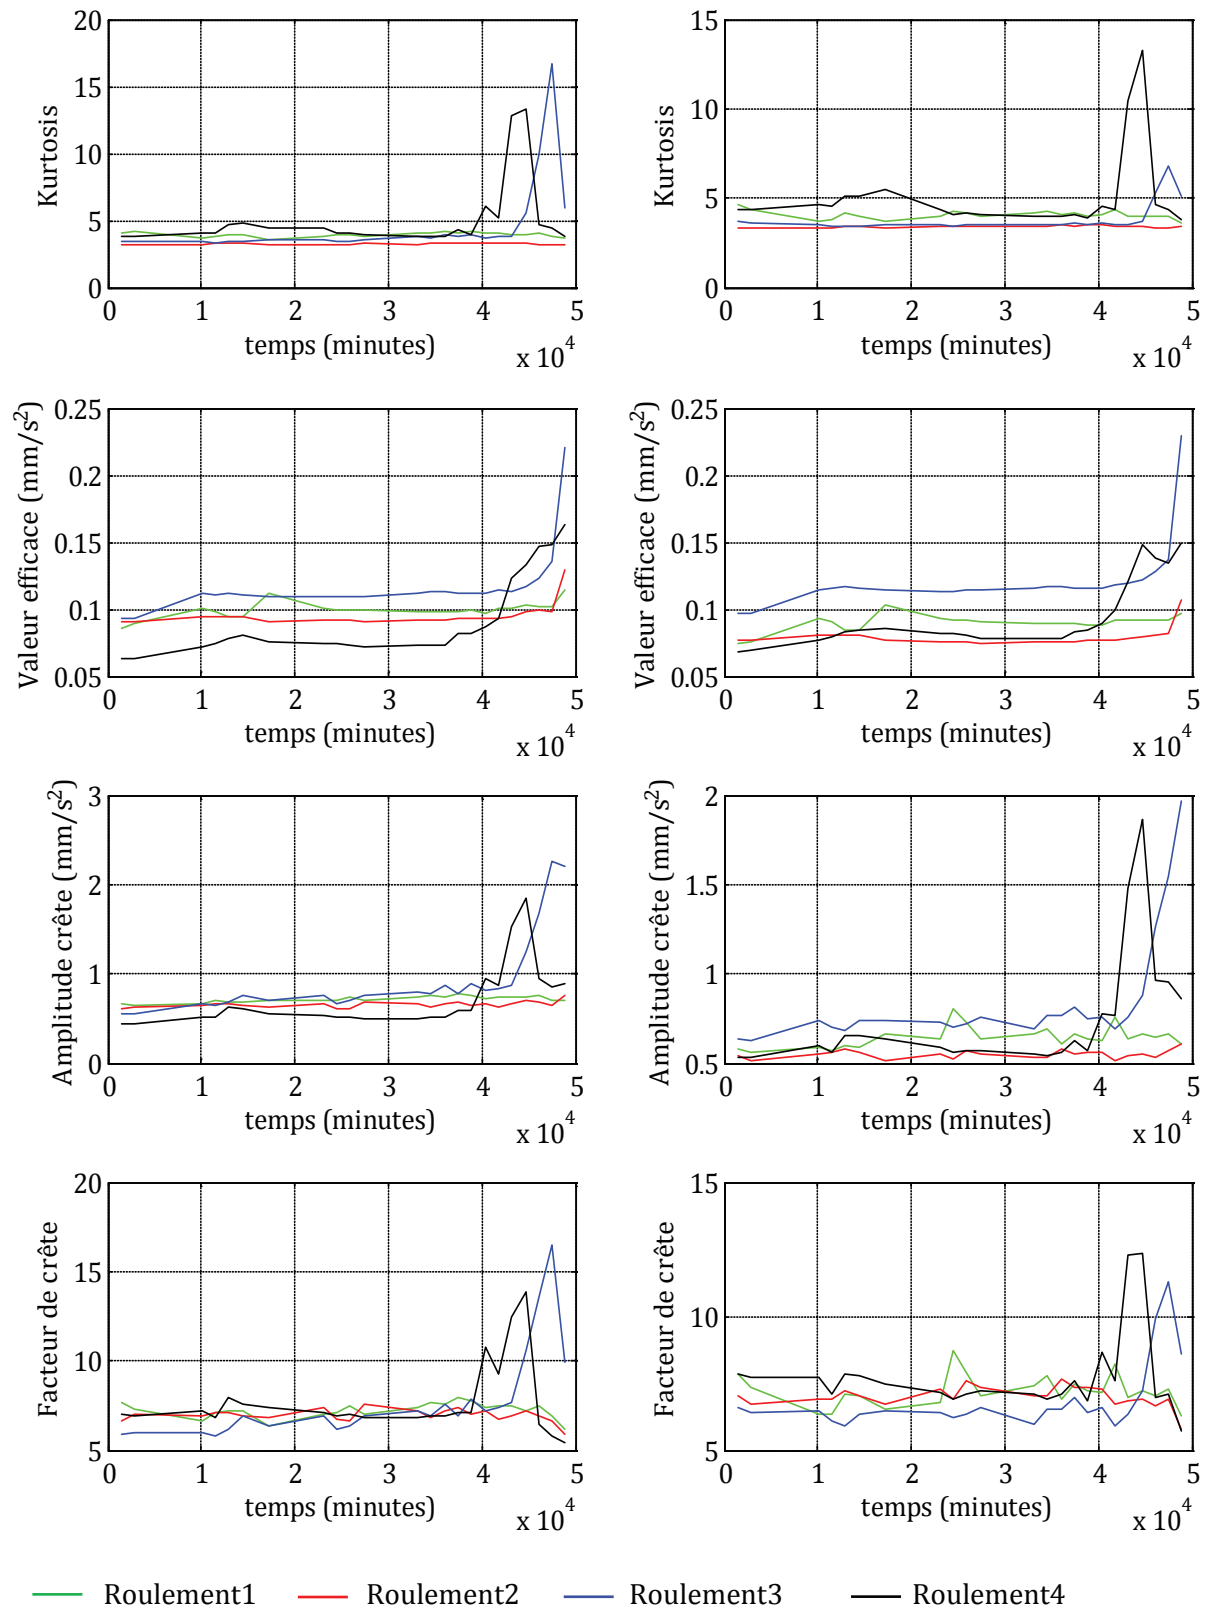 20
15
10
5
0
Kurtosis
0 1 2 3 4 5
temps (minutes)
x 10^4
15
10
5
0
Kurtosis
0 1 2 3 4 5
temps (minutes)
x 10^4
0.25
0.2
0.15
0.1
0.05
Valeur efficace (mm/s²)
0 1 2 3 4 5
temps (minutes)
x 10^4
0.25
0.2
0.15
0.1
0.05
Valeur efficace (mm/s²)
0 1 2 3 4 5
temps (minutes)
x 10^4
3
2
1
0
Amplitude crête (mm/s²)
0 1 2 3 4 5
temps (minutes)
x 10^4
2
1.5
1
0.5
Amplitude crête (mm/s²)
0 1 2 3 4 5
temps (minutes)
x 10^4
20
15
10
5
Facteur de crête
0 1 2 3 4 5
temps (minutes)
x 10^4
15
10
5
Facteur de crête
0 1 2 3 4 5
temps (minutes)
x 10^4
Roulement1 Roulement2 Roulement3 Roulement4